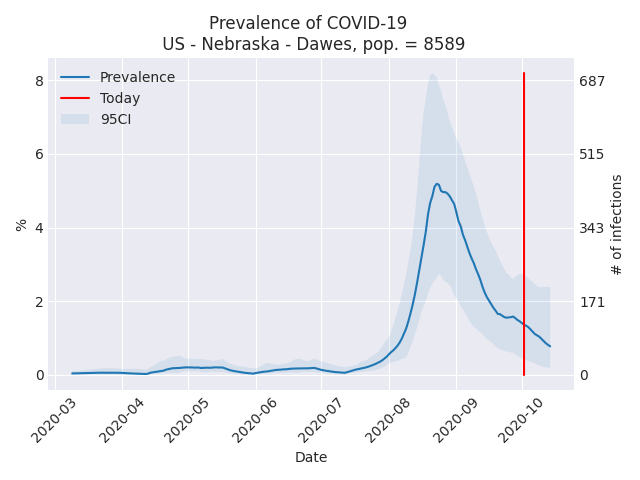 Prevalence of COVID-19
US - Nebraska - Dawes, pop. = 8589
Prevalence
Today
95CI
%
8
6
4
2
0
687
515
343
171
0
# of infections
2020-03
2020-04
2020-05
2020-06
2020-07
2020-08
2020-09
2020-10
Date